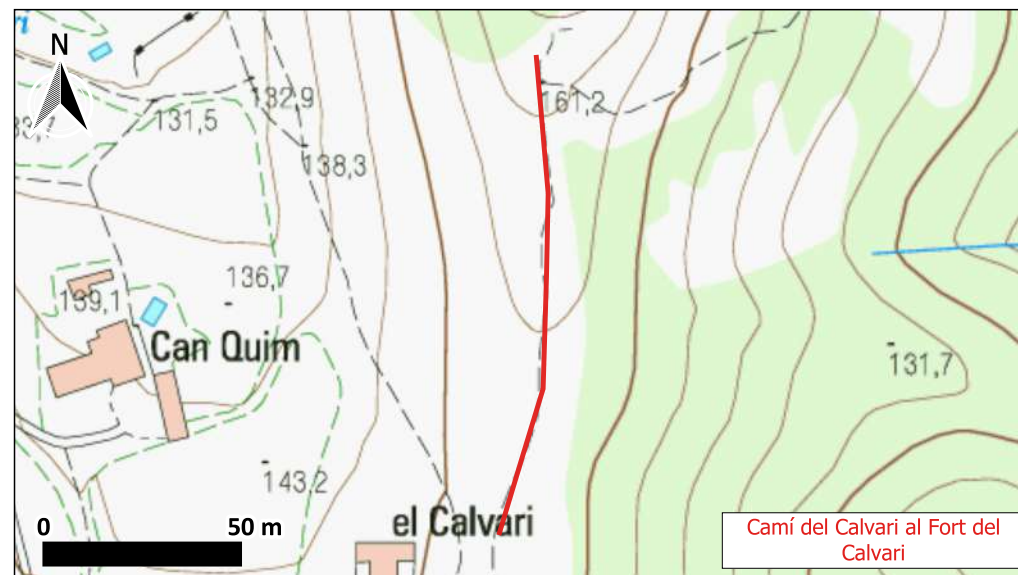 N
132,9
161,2
131,5
138,3
136,7
139,1
Can Quim
131,7
143,2
el Calvari
0 50 m
Camí del Calvari al Fort del
Calvari